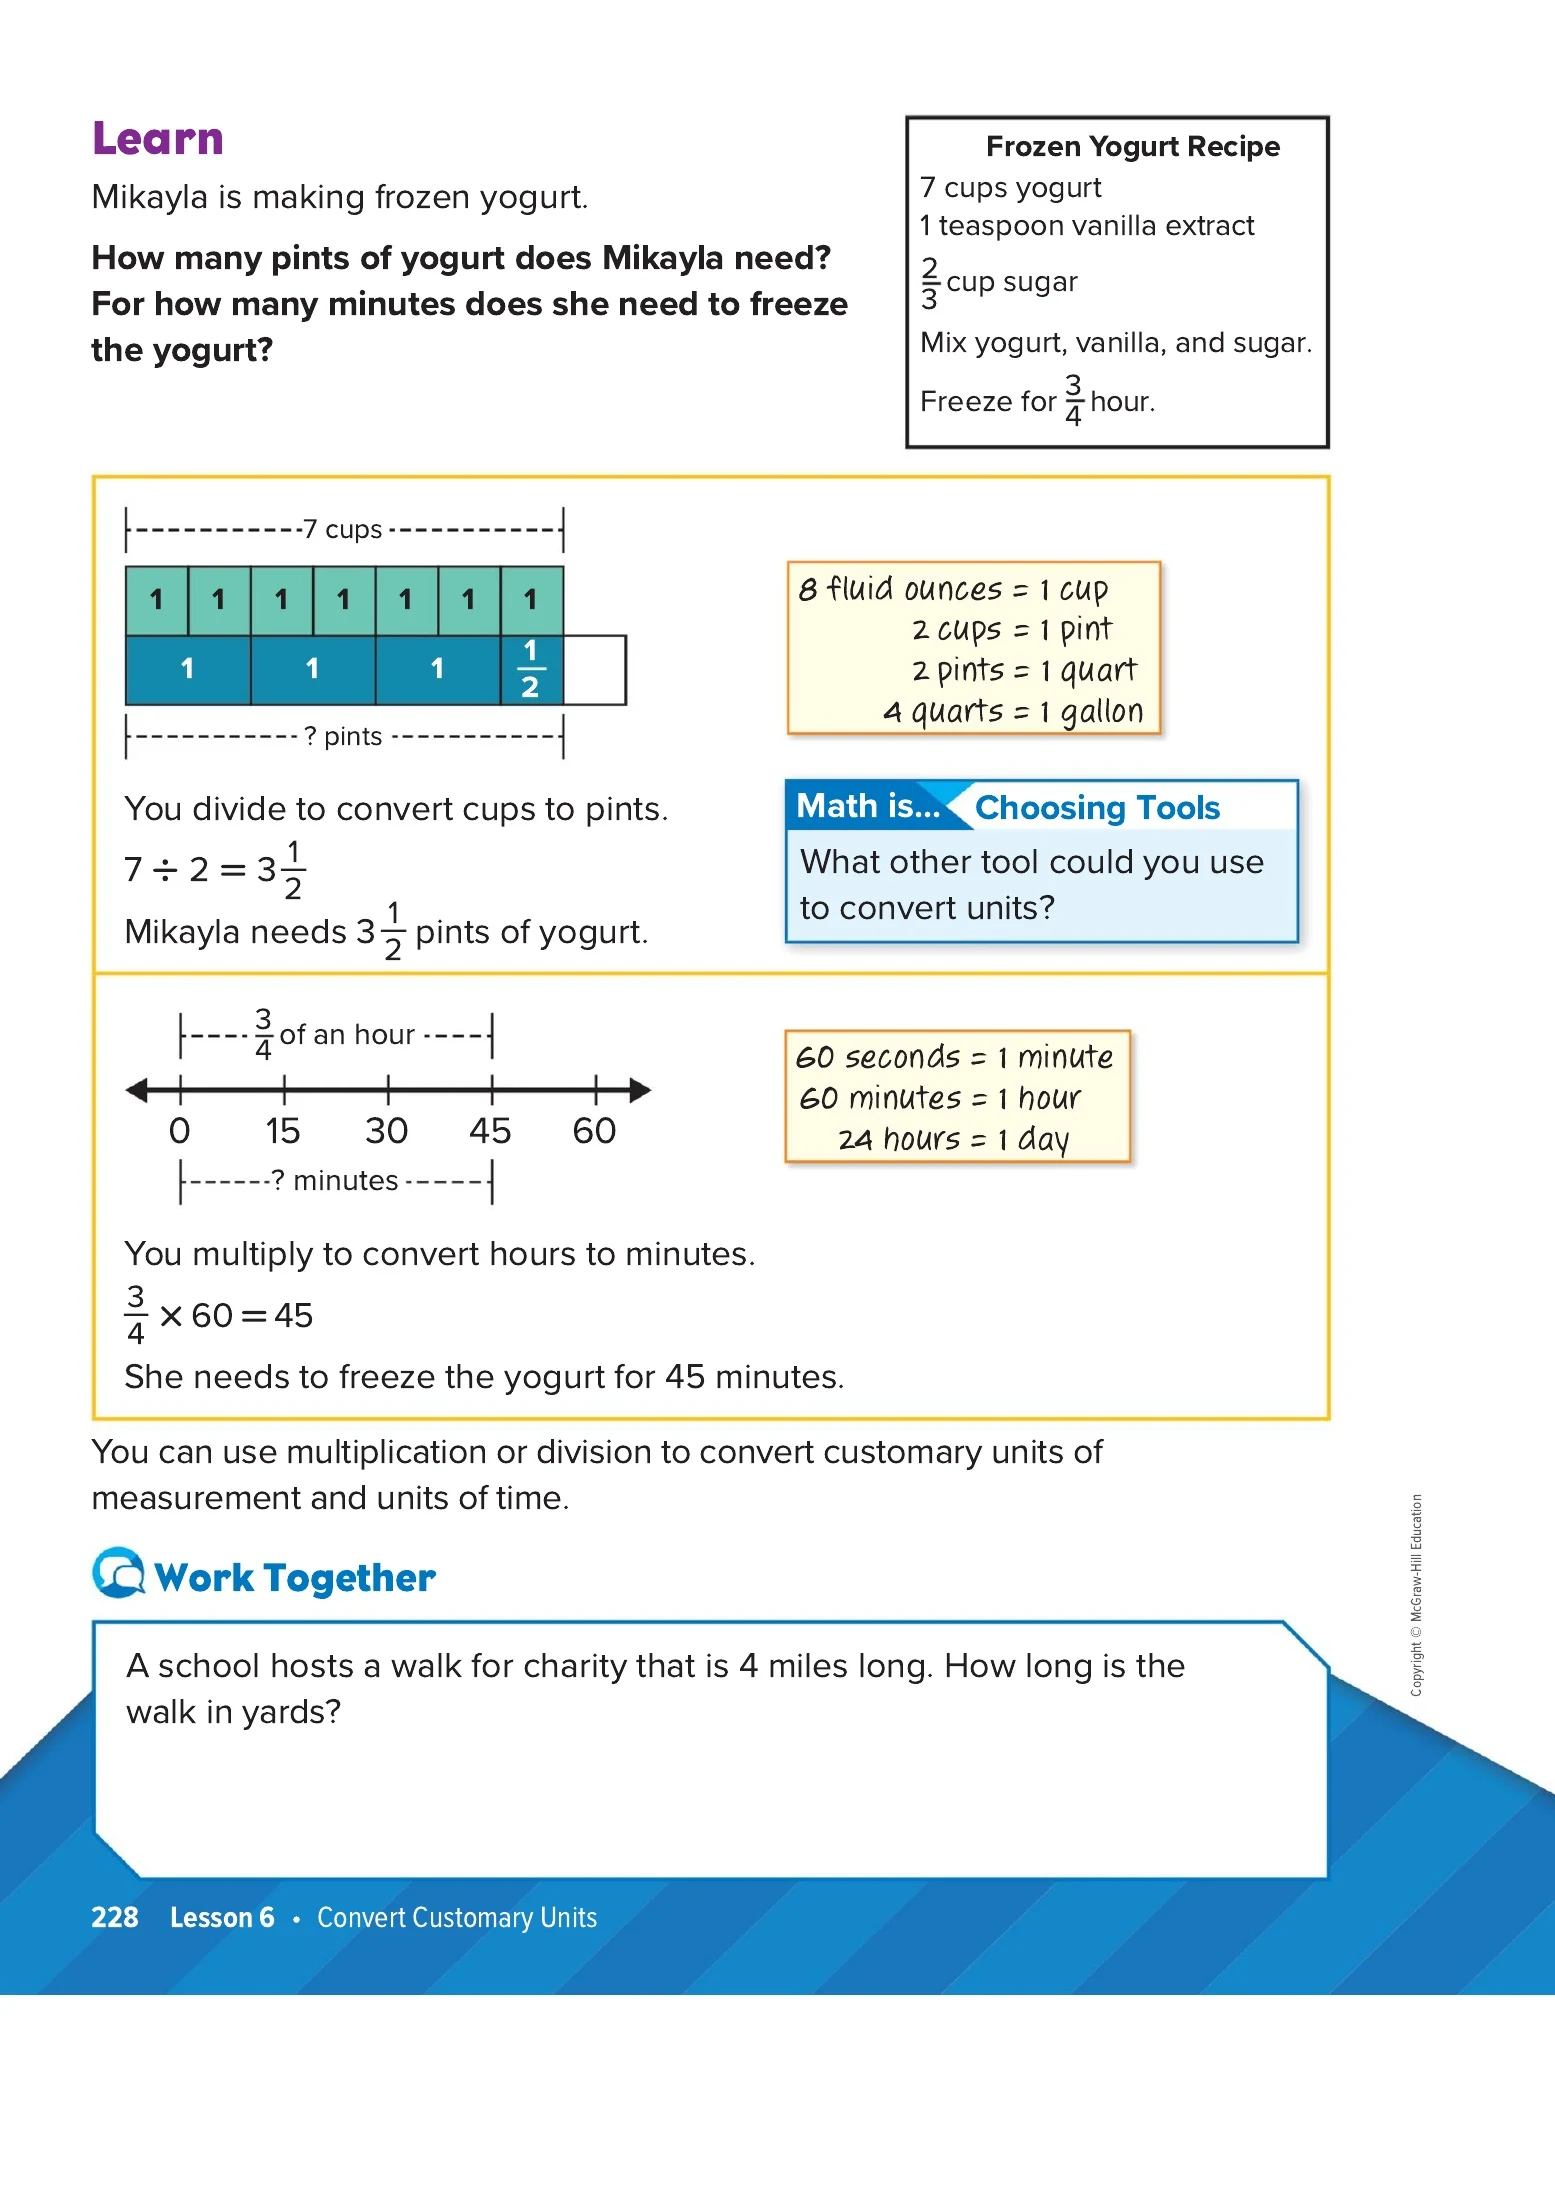 Learn
Mikayla is making frozen yogurt.
How many pints of yogurt does Mikayla need?
For how many minutes does she need to freeze
the yogurt?
Frozen Yogurt Recipe
7 cups yogurt
1 teaspoon vanilla extract
2/3 cup sugar
Mix yogurt, vanilla, and sugar.
Freeze for 3/4 hour.
7 cups
1 1 1 1 1 1 1
1 1 1 1/2
? pints
8 fluid ounces = 1 cup
2 cups = 1 pint
2 pints = 1 quart
4 quarts = 1 gallon
You divide to convert cups to pints.
7 ÷ 2 = 3 1/2
Mikayla needs 3 1/2 pints of yogurt.
Math is... Choosing Tools
What other tool could you use
to convert units?
3/4 of an hour
0 15 30 45 60
? minutes
60 seconds = 1 minute
60 minutes = 1 hour
24 hours = 1 day
You multiply to convert hours to minutes.
3/4 × 60 = 45
She needs to freeze the yogurt for 45 minutes.
You can use multiplication or division to convert customary units of
measurement and units of time.
Work Together
A school hosts a walk for charity that is 4 miles long. How long is the
walk in yards?
Copyright © McGraw-Hill Education
228 Lesson 6 • Convert Customary Units